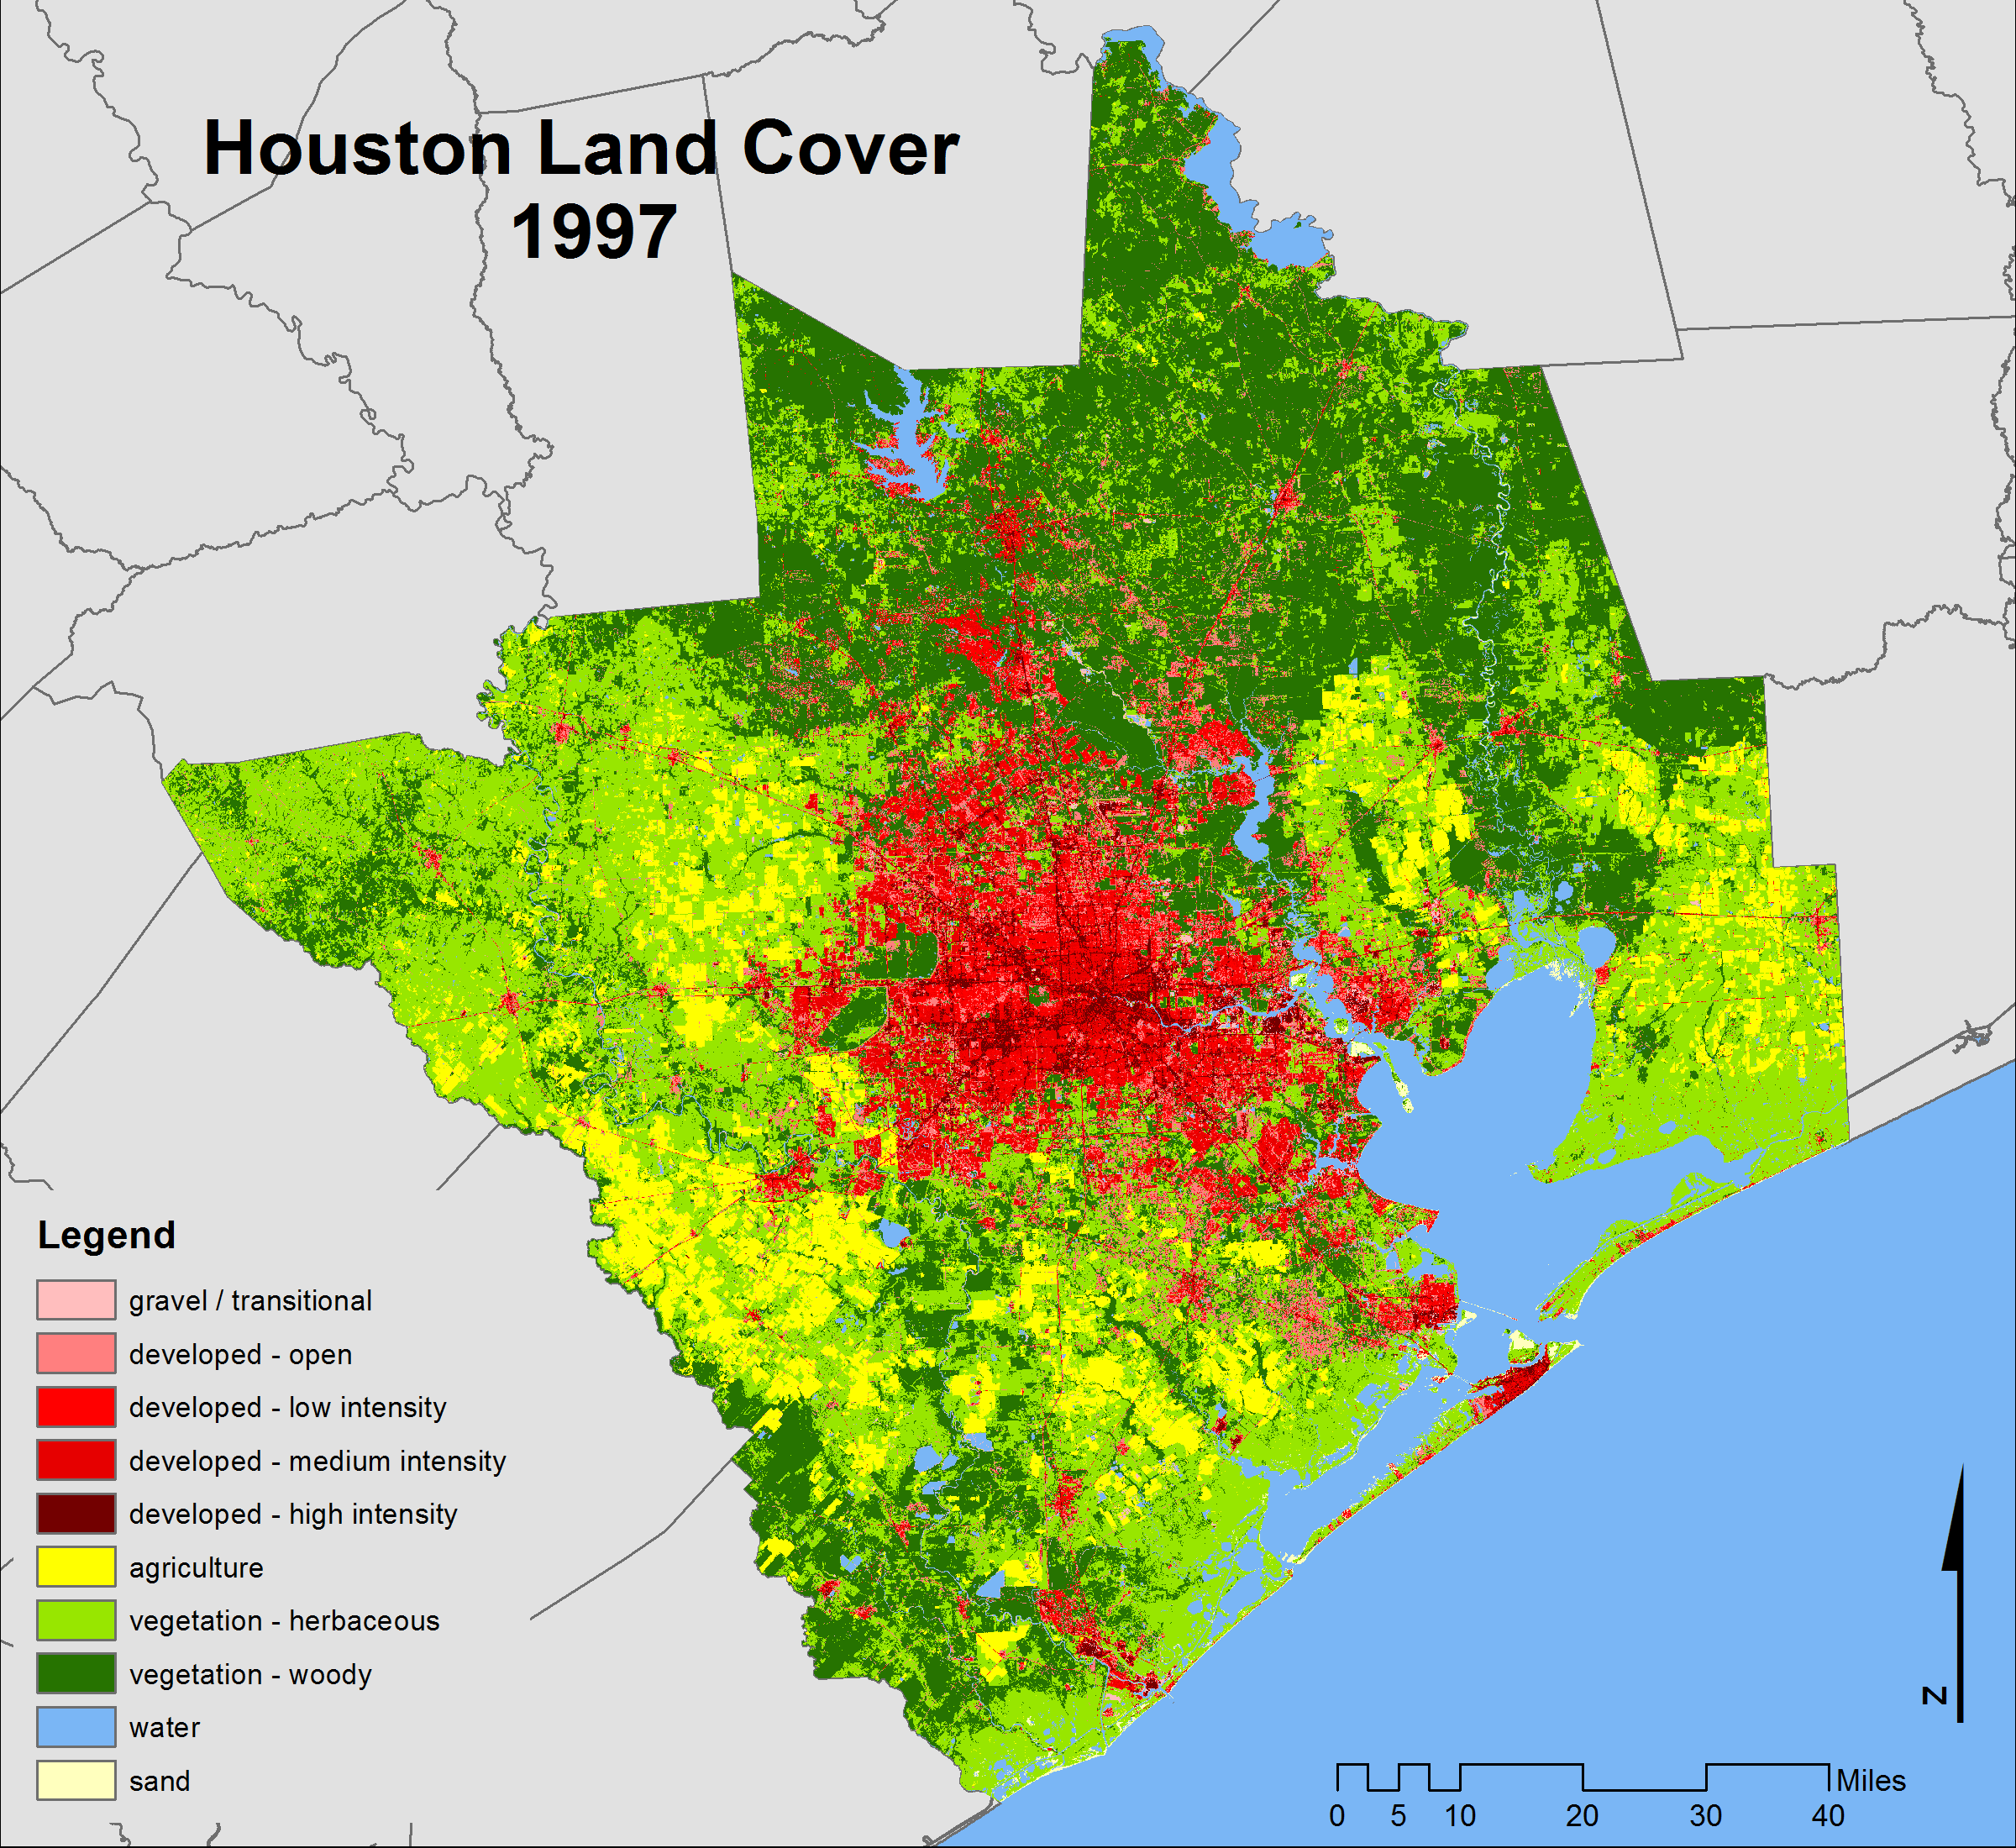 Houston Land Cover
1997
Legend
gravel / transitional
developed - open
developed - low intensity
developed - medium intensity
developed - high intensity
agriculture
vegetation - herbaceous
vegetation - woody
water
sand
N
Miles
0 5 10 20 30 40